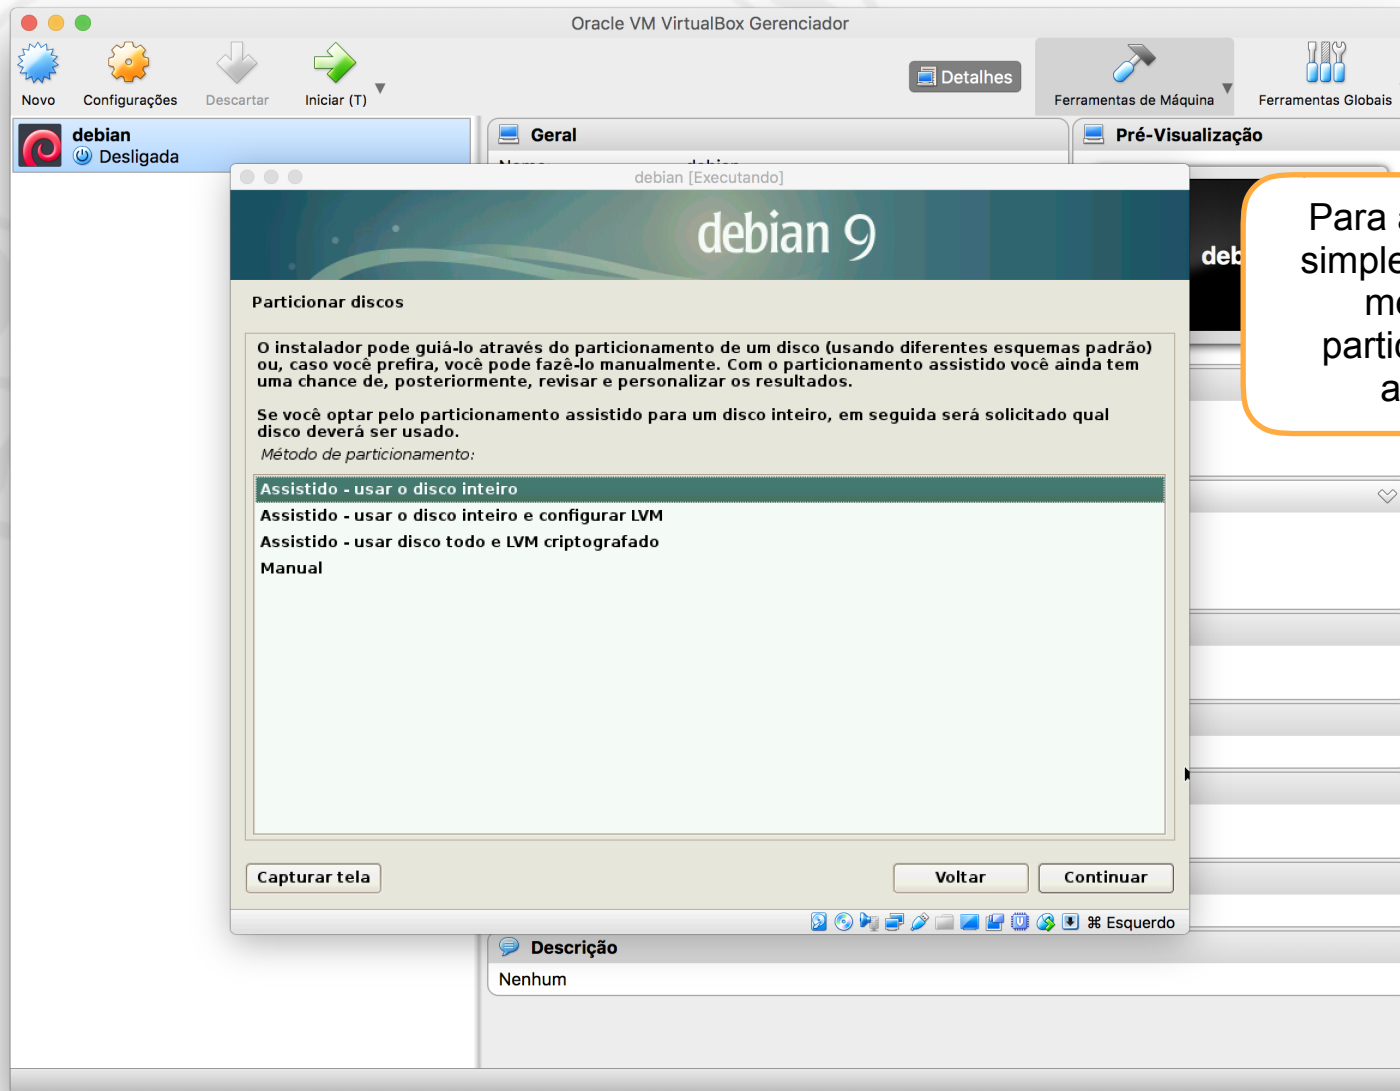 Oracle VM VirtualBox Gerenciador
Novo
Configurações
Descartar
Iniciar (T)
Detalhes
Ferramentas de Máquina
Ferramentas Globais
debian
Desligada
Geral
Pré-Visualização
debian [Executando]
debian 9
Particionar discos
O instalador pode guiá-lo através do particionamento de um disco (usando diferentes esquemas padrão)
ou, caso você prefira, você pode fazê-lo manualmente. Com o particionamento assistido você ainda tem
uma chance de, posteriormente, revisar e personalizar os resultados.
Se você optar pelo particionamento assistido para um disco inteiro, em seguida será solicitado qual
disco deverá ser usado.
Método de particionamento:
Assistido - usar o disco inteiro
Assistido - usar o disco inteiro e configurar LVM
Assistido - usar disco todo e LVM criptografado
Manual
Capturar tela
Voltar
Continuar
⌘ Esquerdo
Para
Descrição
Nenhum